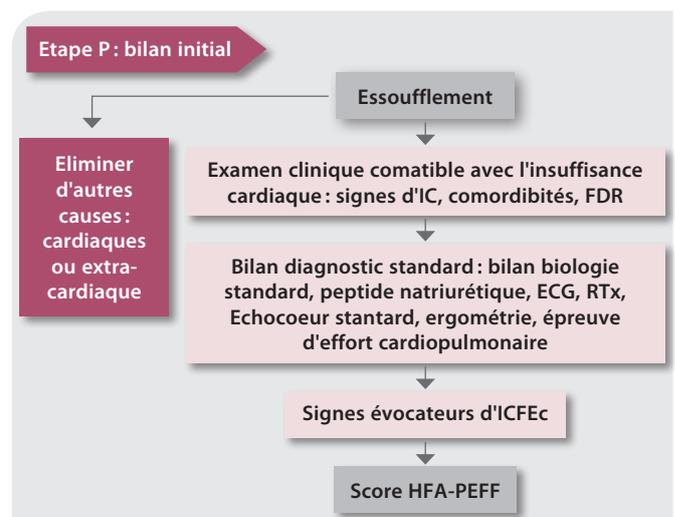 Etape P : bilan initial
Essoufflement
Eliminer
d'autres
causes :
cardiaques
ou extra-
cardiaque
Examen clinique comatible avec l'insuffisance
cardiaque : signes d'IC, comordibités, FDR
Bilan diagnostic standard : bilan biologie
standard, peptide natriurétique, ECG, RTx,
Echocoeur stantard, ergométrie, épreuve
d'effort cardiopulmonaire
Signes évocateurs d'ICFEc
Score HFA-PEFF